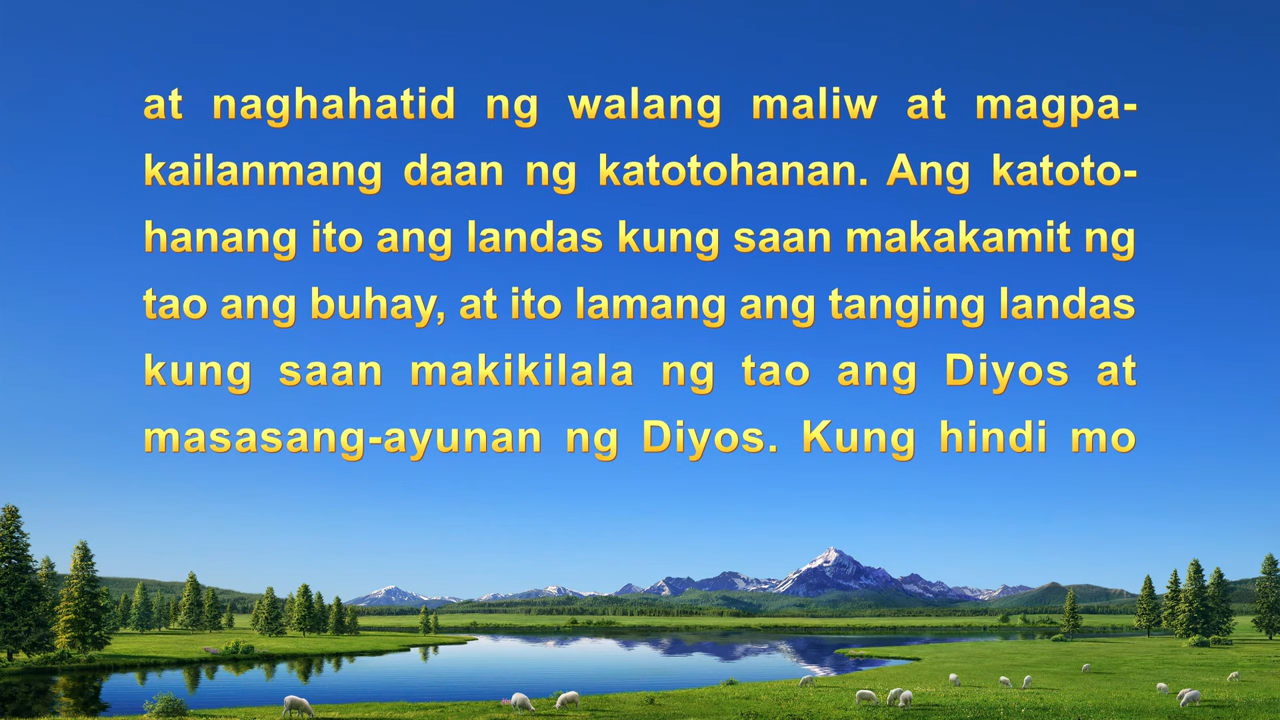 at naghahatid ng walang maliw at magpa-
kailanmang daan ng katotohanan. Ang katoto-
hanang ito ang landas kung saan makakamit ng
tao ang buhay, at ito lamang ang tanging landas
kung saan makikilala ng tao ang Diyos at
masasang-ayunan ng Diyos. Kung hindi mo